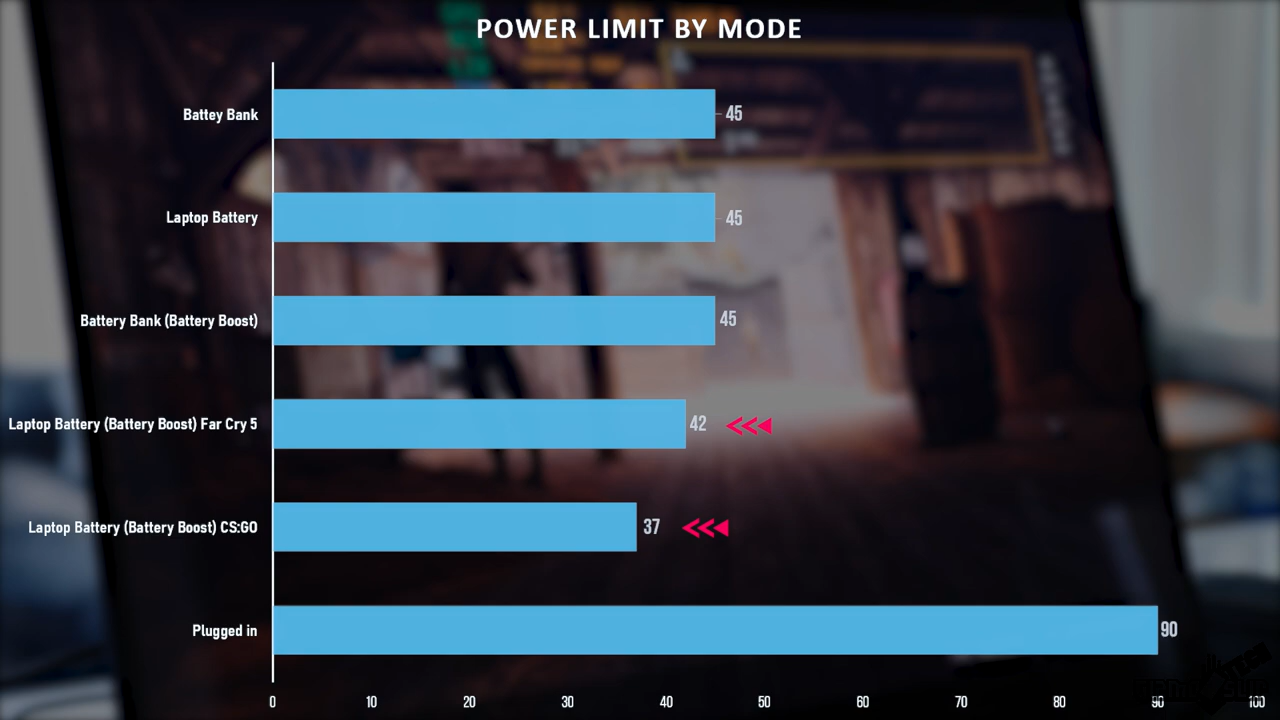 POWER LIMIT BY MODE
Battey Bank 45
Laptop Battery 45
Battery Bank (Battery Boost) 45
Laptop Battery (Battery Boost) Far Cry 5 42
Laptop Battery (Battery Boost) CS:GO 37
Plugged in 90
0 10 20 30 40 50 60 70 80 90 100